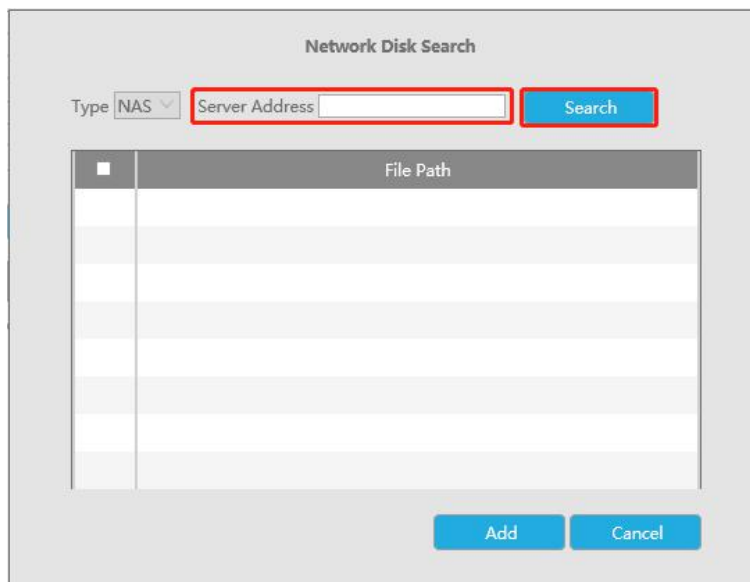 Network Disk Search
Type NAS Server Address Search
File Path
Add Cancel